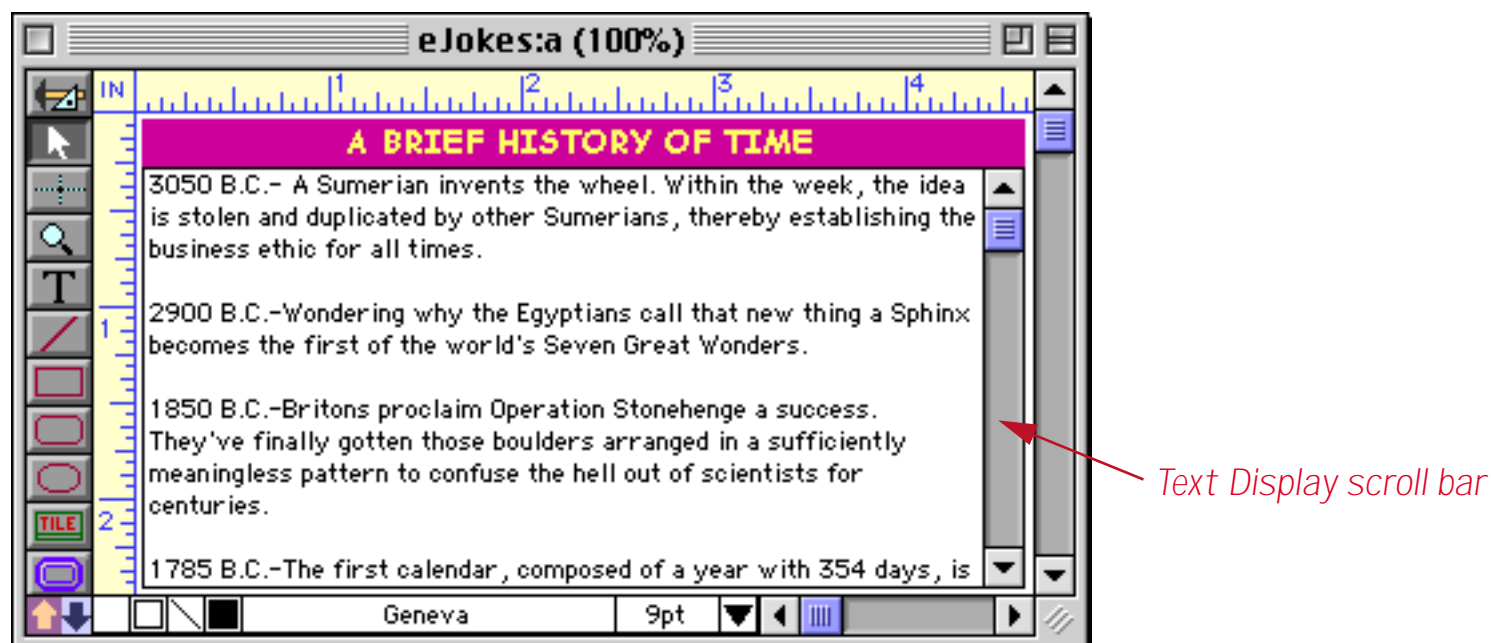 eJokes:a (100%)
IN 1 2 3 4
A BRIEF HISTORY OF TIME
3050 B.C.- A Sumerian invents the wheel. Within the week, the idea
is stolen and duplicated by other Sumerians, thereby establishing the
business ethic for all times.
2900 B.C.-Wondering why the Egyptians call that new thing a Sphinx
becomes the first of the world's Seven Great Wonders.
1850 B.C.-Britons proclaim Operation Stonehenge a success.
They've finally gotten those boulders arranged in a sufficiently
meaningless pattern to confuse the hell out of scientists for
centuries.
1785 B.C.-The first calendar, composed of a year with 354 days, is
T
1
TILE
2
Geneva 9pt
Text Display scroll bar